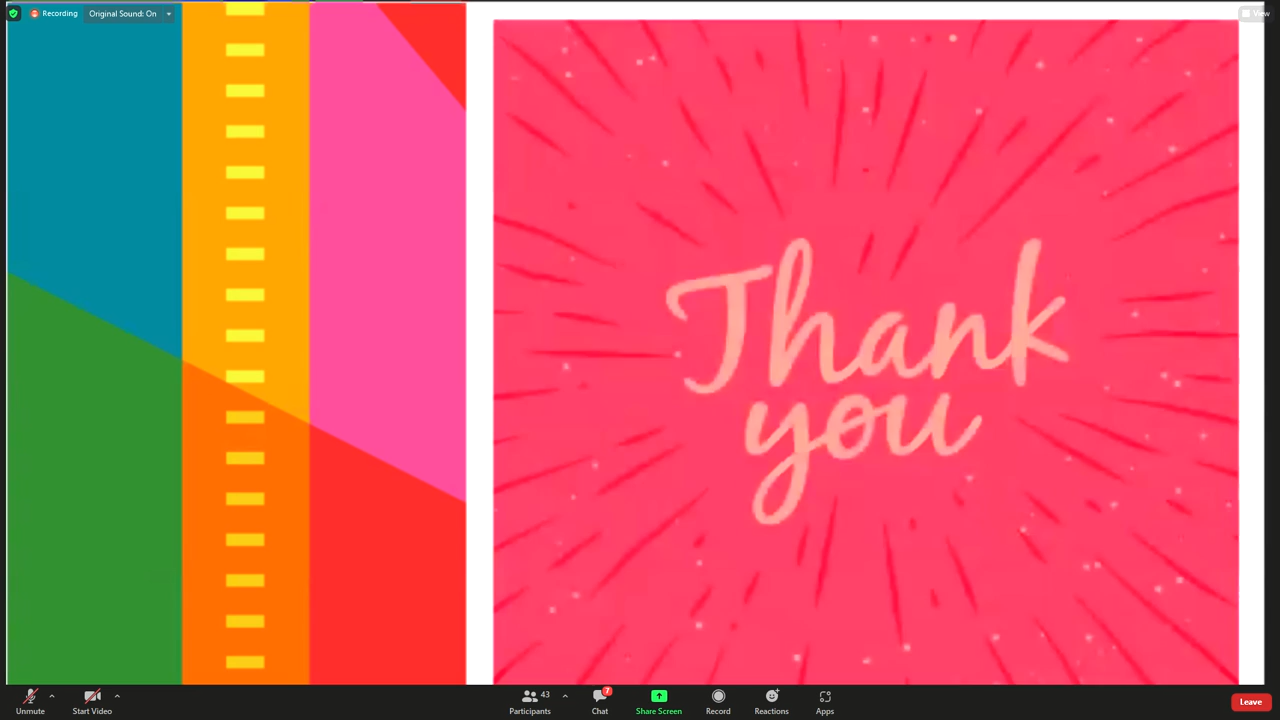 Recording
Original Sound: On
View
Thank
you
Unmute
Start Video
43
Participants
7
Chat
Share Screen
Record
Reactions
Apps
Leave